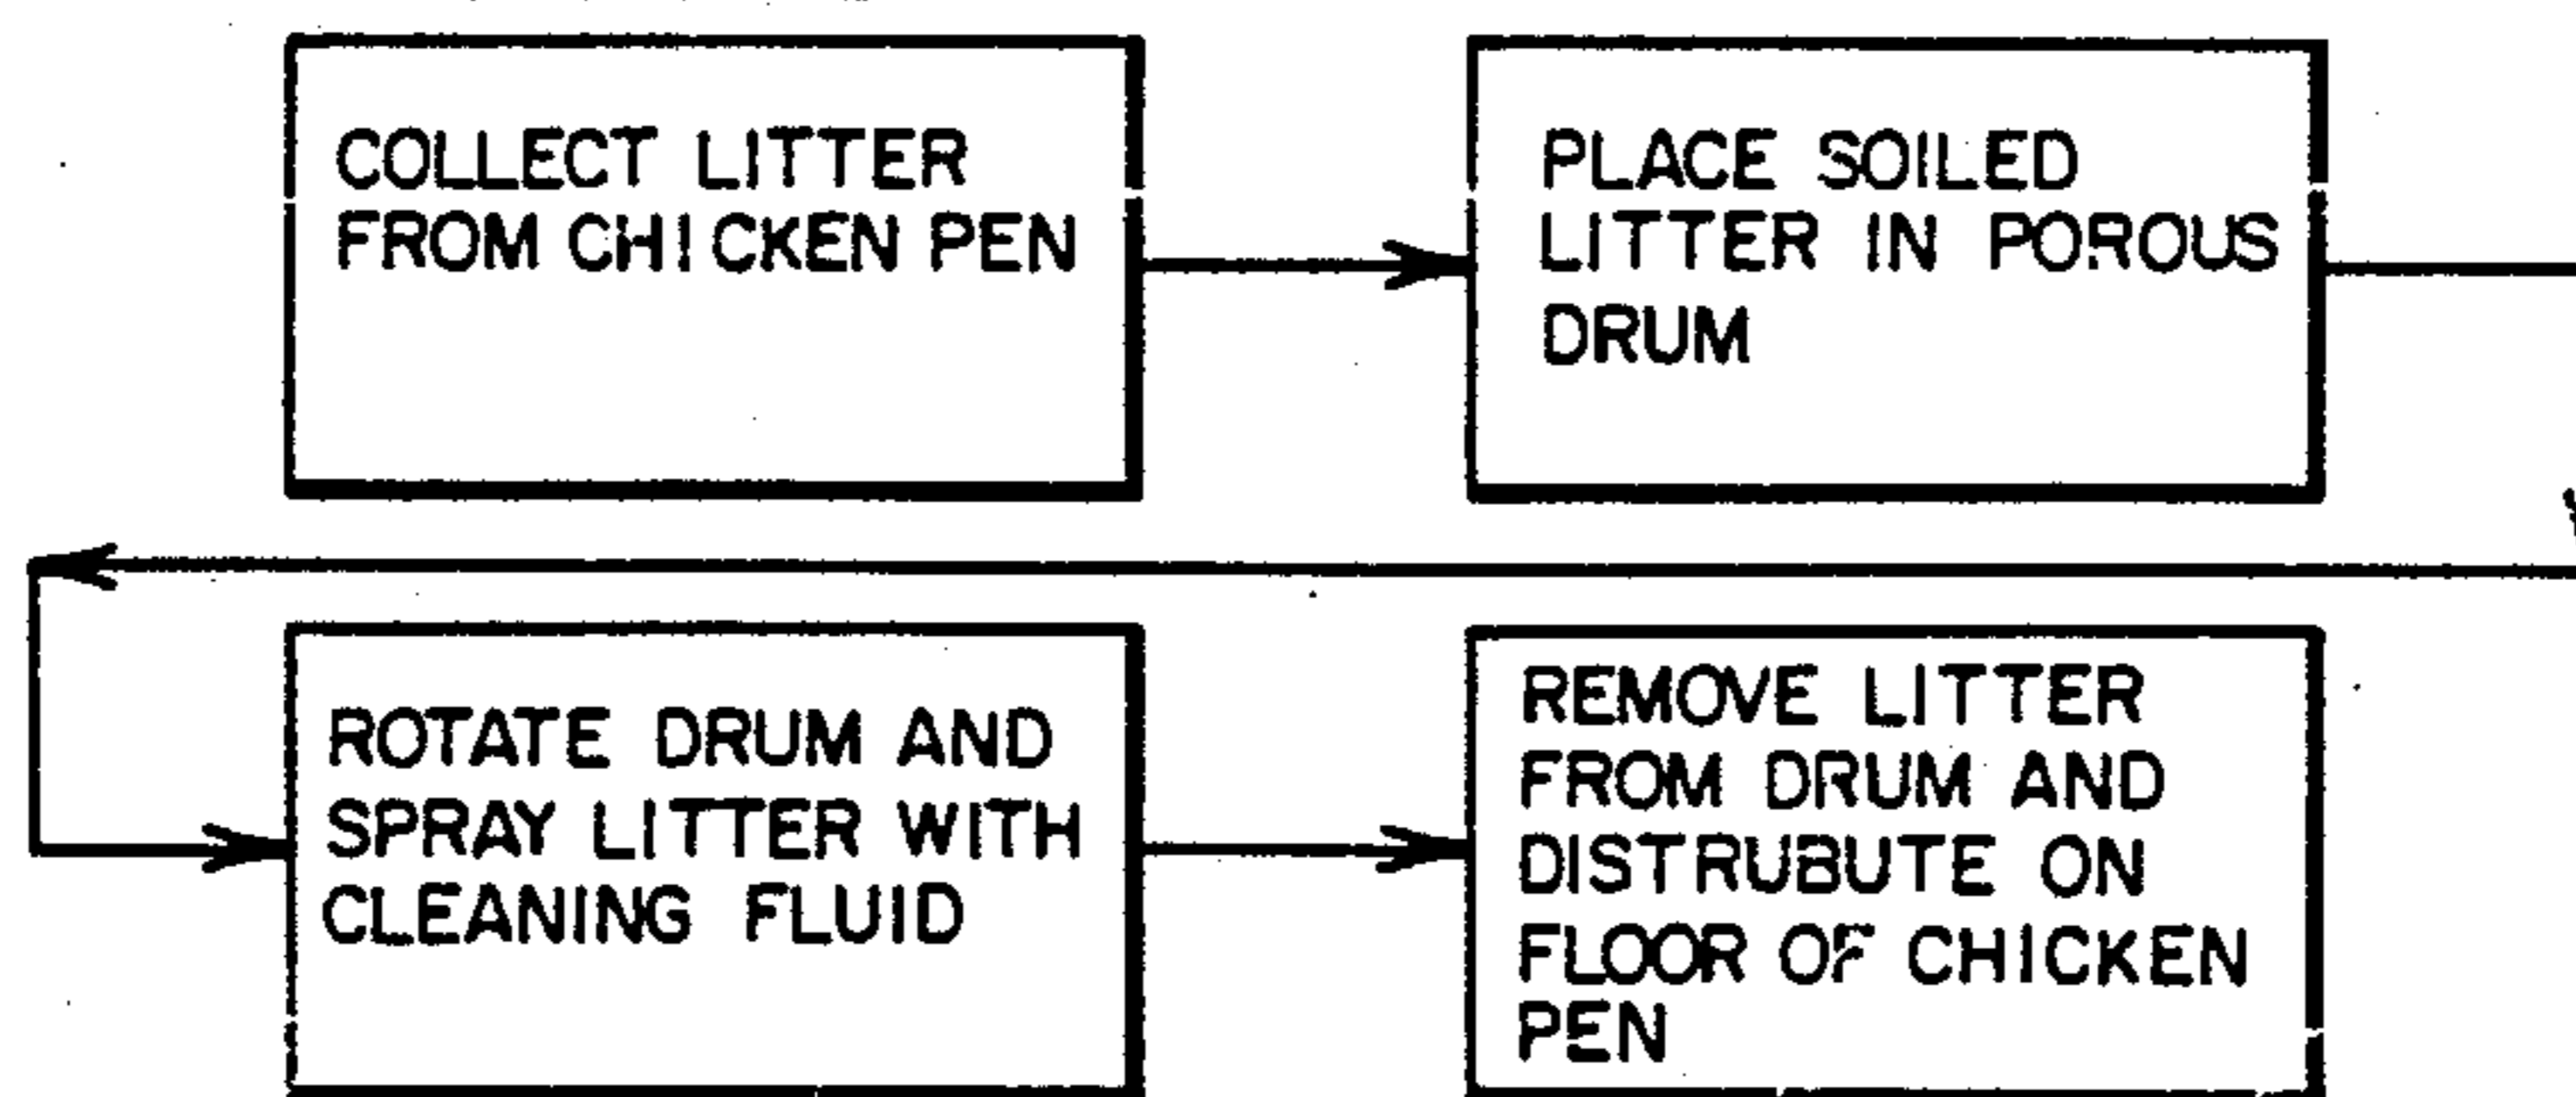 COLLECT LITTER
FROM CHICKEN PEN
PLACE SOILED
LITTER IN POROUS
DRUM
ROTATE DRUM AND
SPRAY LITTER WITH
CLEANING FLUID
REMOVE LITTER
FROM DRUM AND
DISTRUBUTE ON
FLOOR OF CHICKEN
PEN